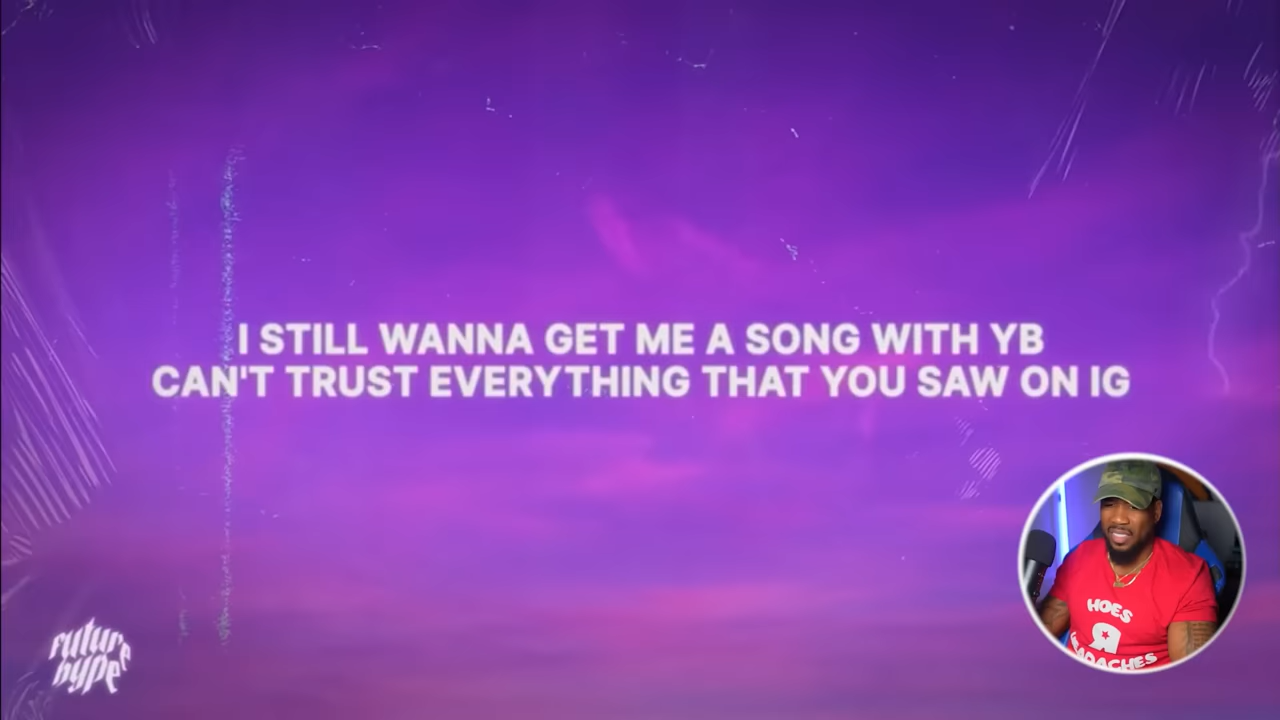 I STILL WANNA GET ME A SONG WITH YB
CAN'T TRUST EVERYTHING THAT YOU SAW ON IG
future
hype
HOES
R
HEADACHES